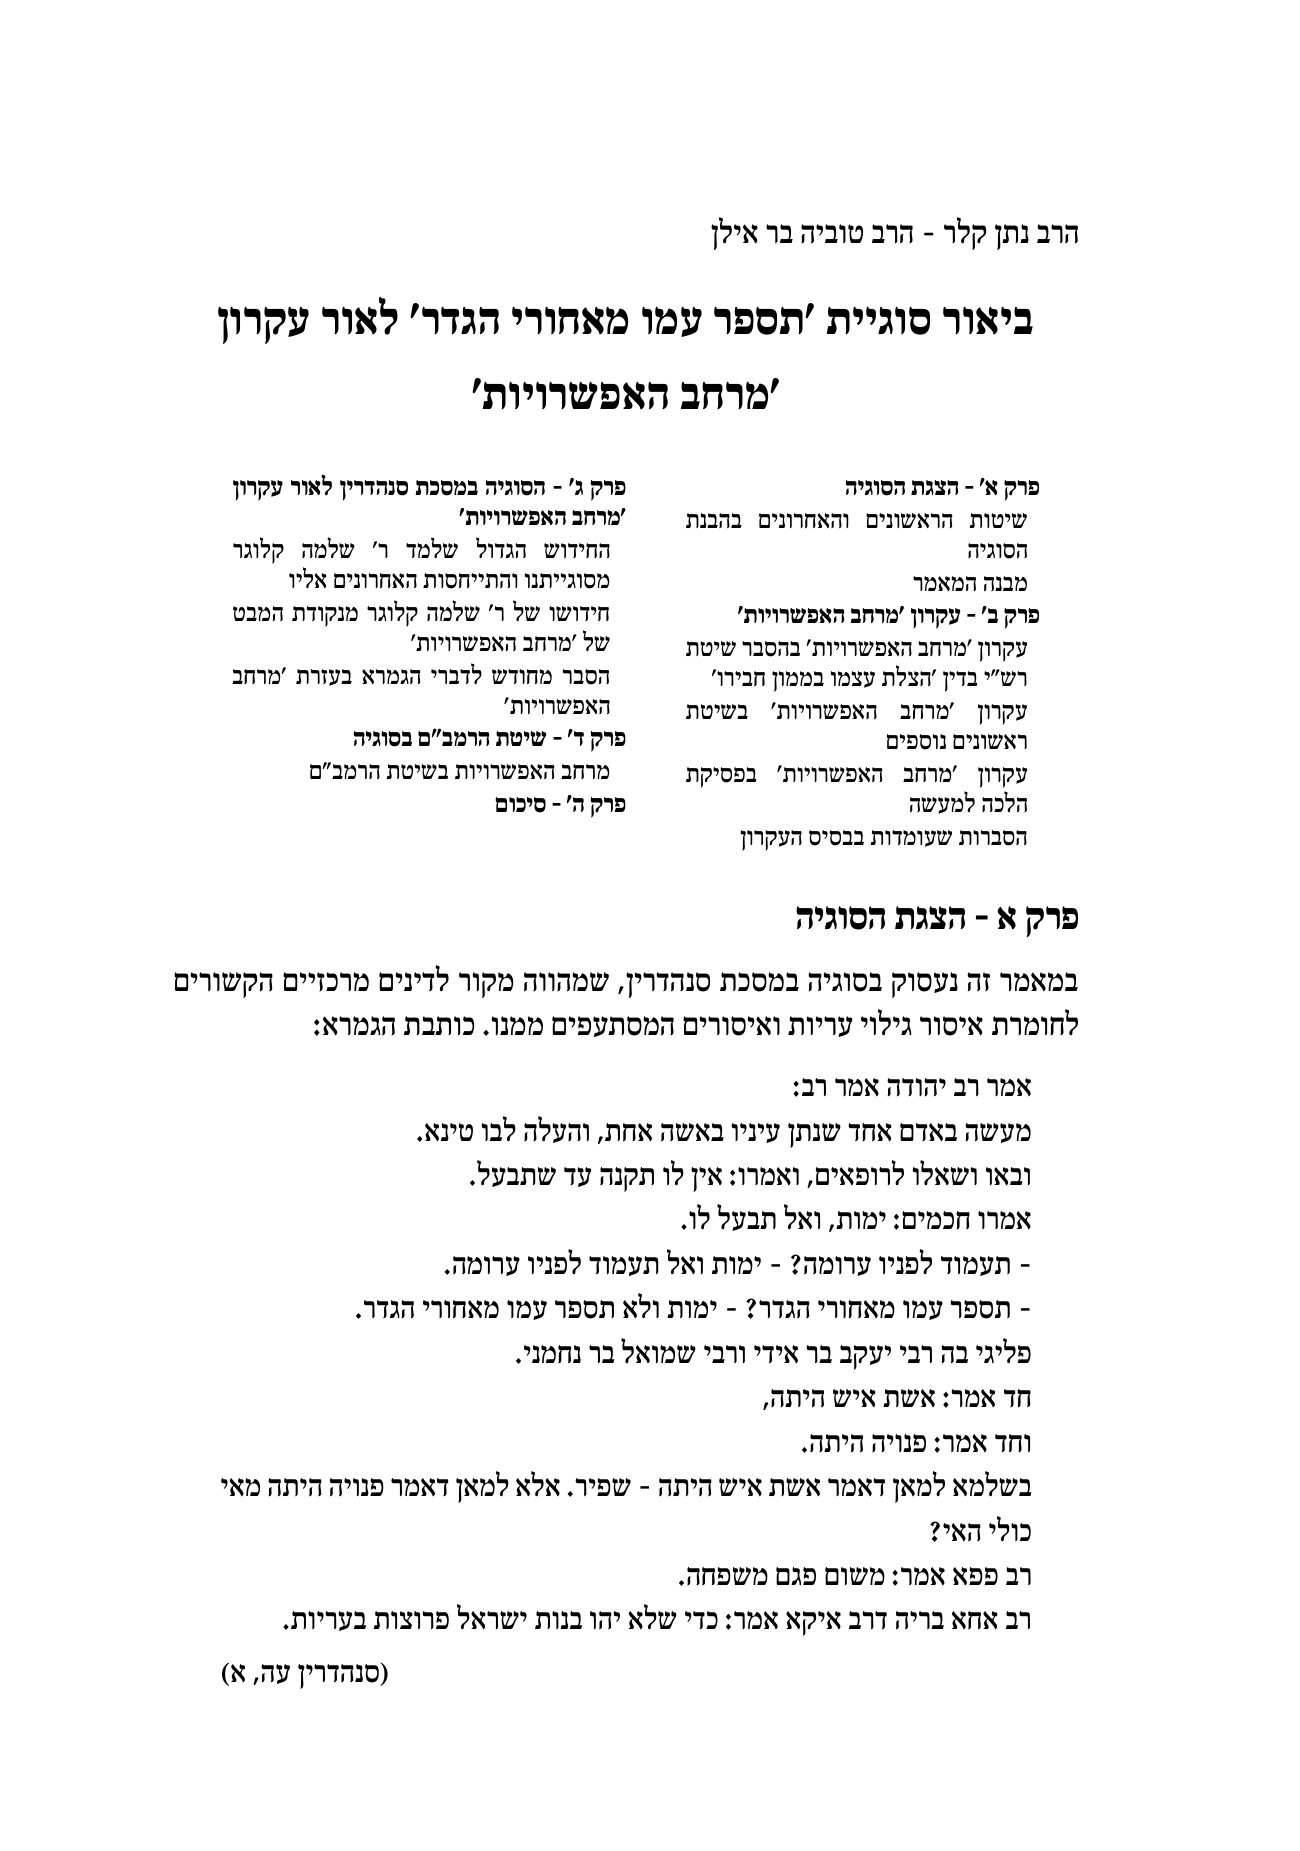 הרב נתן קלר - הרב טוביה בר אילן
ביאור סוגיית 'תספר עמו מאחורי הגדר' לאור עקרון
'מרחב האפשרויות'
פרק א' - הצגת הסוגיה
שיטות הראשונים והאחרונים בהבנת
הסוגיה
מבנה המאמר
פרק ב' - עקרון 'מרחב האפשרויות'
עקרון 'מרחב האפשרויות' בהסבר שיטת
רש"י בדין 'הצלת עצמו בממון חבירו'
עקרון 'מרחב האפשרויות' בשיטת
ראשונים נוספים
עקרון 'מרחב האפשרויות' בפסיקת
הלכה למעשה
הסברות שעומדות בבסיס העקרון
פרק ג' - הסוגיה במסכת סנהדרין לאור עקרון
'מרחב האפשרויות'
החידוש הגדול שלמד ר' שלמה קלוגר
מסוגייתנו והתייחסות האחרונים אליו
חידושו של ר' שלמה קלוגר מנקודת המבט
של 'מרחב האפשרויות'
הסבר מחודש לדברי הגמרא בעזרת 'מרחב
האפשרויות'
פרק ד' - שיטת הרמב"ם בסוגיה
מרחב האפשרויות בשיטת הרמב"ם
פרק ה' - סיכום
פרק א - הצגת הסוגיה
במאמר זה נעסוק בסוגיה במסכת סנהדרין, שמהווה מקור לדינים מרכזיים הקשורים
לחומרת איסור גילוי עריות ואיסורים המסתעפים ממנו. כותבת הגמרא:
אמר רב יהודה אמר רב:
מעשה באדם אחד שנתן עיניו באשה אחת, והעלה לבו טינא.
ובאו ושאלו לרופאים, ואמרו: אין לו תקנה עד שתבעל.
אמרו חכמים: ימות, ואל תבעל לו.
- תעמוד לפניו ערומה? - ימות ואל תעמוד לפניו ערומה.
- תספר עמו מאחורי הגדר? - ימות ולא תספר עמו מאחורי הגדר.
פליגי בה רבי יעקב בר אידי ורבי שמואל בר נחמני.
חד אמר: אשת איש היתה,
וחד אמר: פנויה היתה.
בשלמא למאן דאמר אשת איש היתה - שפיר. אלא למאן דאמר פנויה היתה מאי
כולי האי?
רב פפא אמר: משום פגם משפחה.
רב אחא בריה דרב איקא אמר: כדי שלא יהו בנות ישראל פרוצות בעריות.
(סנהדרין עה, א)